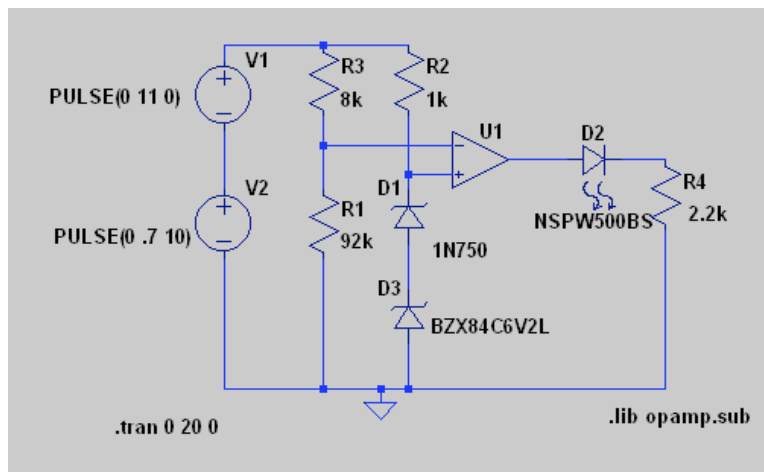 V1
PULSE(0 11 0)
V2
PULSE(0 .7 10)
R3
8k
R2
1k
R1
92k
D1
1N750
D3
BZX84C6V2L
U1
D2
NSPW500BS
R4
2.2k
.tran 0 20 0
.lib opamp.sub